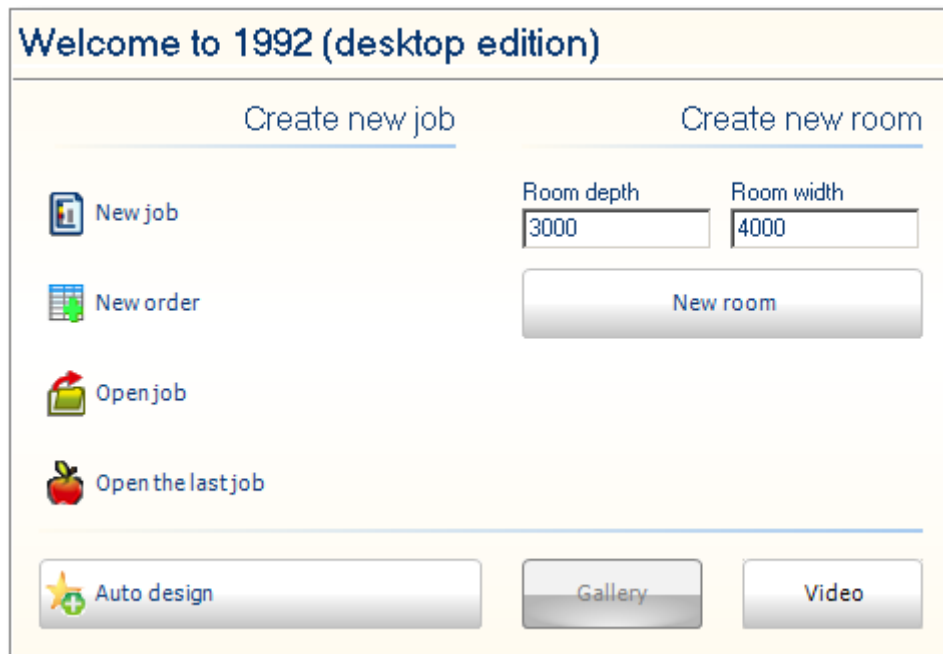 Welcome to 1992 (desktop edition)
Create new job
New job
New order
Open job
Open the last job
Create new room
Room depth Room width
3000 4000
New room
Auto design Gallery Video